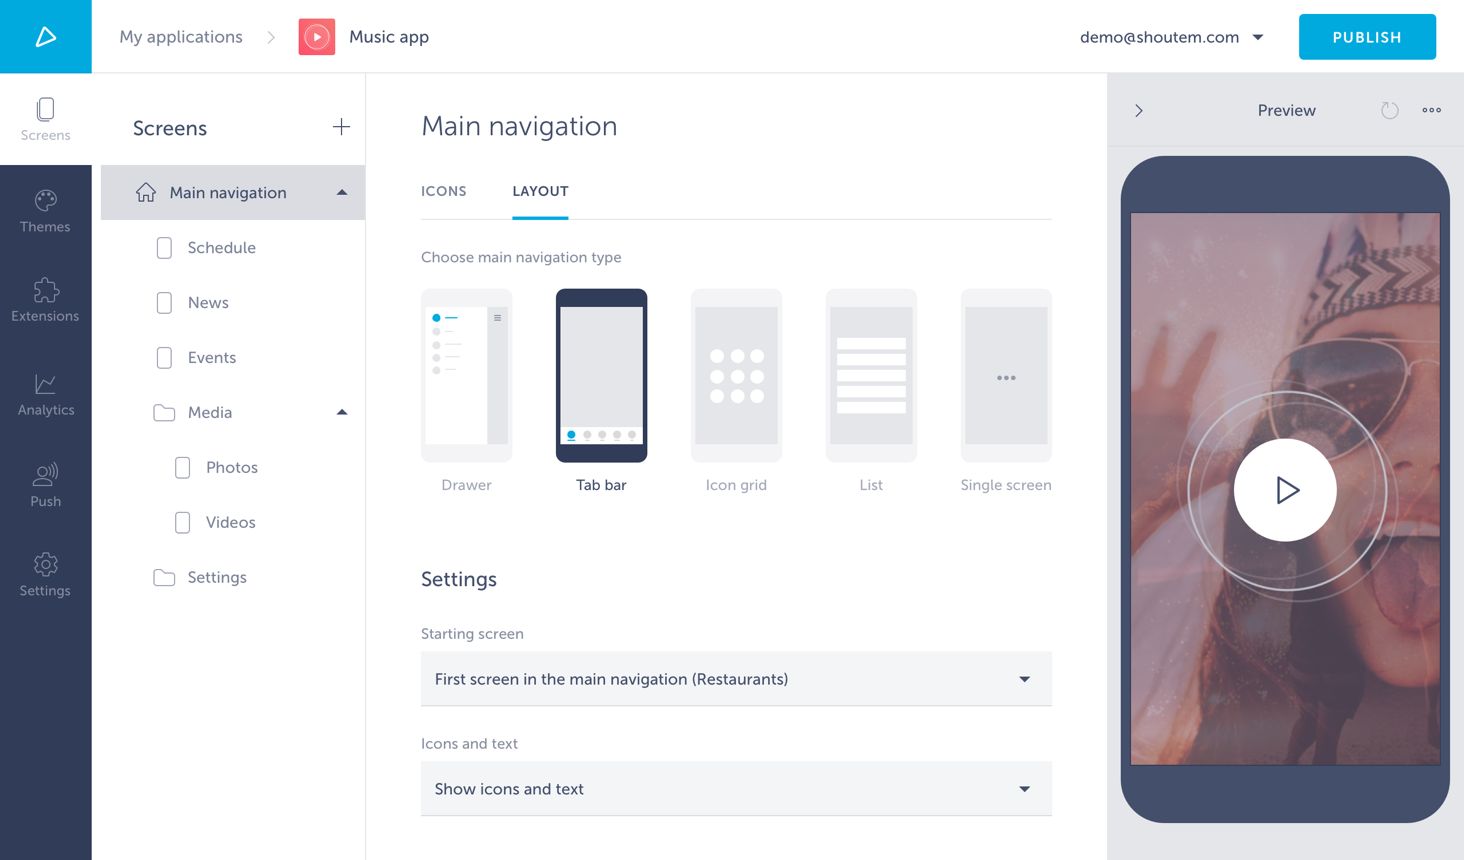 My applications
Music app
demo@shoutem.com
PUBLISH
Screens
Themes
Extensions
Analytics
Push
Settings
Screens
Main navigation
Schedule
News
Events
Media
Photos
Videos
Settings
Main navigation
ICONS
LAYOUT
Choose main navigation type
Drawer
Tab bar
Icon grid
List
Single screen
Settings
Starting screen
First screen in the main navigation (Restaurants)
Icons and text
Show icons and text
Preview